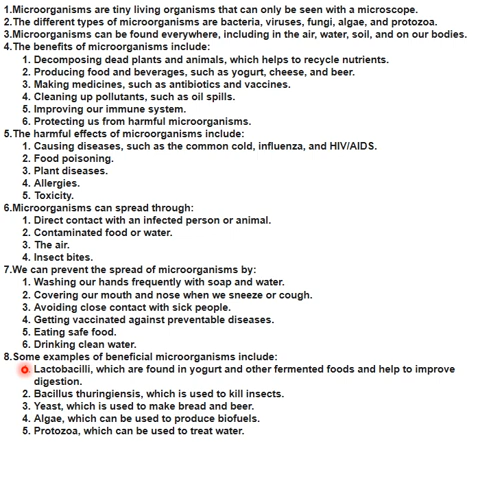 1.Microorganisms are tiny living organisms that can only be seen with a microscope.
2.The different types of microorganisms are bacteria, viruses, fungi, algae, and protozoa.
3.Microorganisms can be found everywhere, including in the air, water, soil, and on our bodies.
4.The benefits of microorganisms include:
1. Decomposing dead plants and animals, which helps to recycle nutrients.
2. Producing food and beverages, such as yogurt, cheese, and beer.
3. Making medicines, such as antibiotics and vaccines.
4. Cleaning up pollutants, such as oil spills.
5. Improving our immune system.
6. Protecting us from harmful microorganisms.
5.The harmful effects of microorganisms include:
1. Causing diseases, such as the common cold, influenza, and HIV/AIDS.
2. Food poisoning.
3. Plant diseases.
4. Allergies.
5. Toxicity.
6.Microorganisms can spread through:
1. Direct contact with an infected person or animal.
2. Contaminated food or water.
3. The air.
4. Insect bites.
7.We can prevent the spread of microorganisms by:
1. Washing our hands frequently with soap and water.
2. Covering our mouth and nose when we sneeze or cough.
3. Avoiding close contact with sick people.
4. Getting vaccinated against preventable diseases.
5. Eating safe food.
6. Drinking clean water.
8.Some examples of beneficial microorganisms include:
Lactobacilli, which are found in yogurt and other fermented foods and help to improve
digestion.
2. Bacillus thuringiensis, which is used to kill insects.
3. Yeast, which is used to make bread and beer.
4. Algae, which can be used to produce biofuels.
5. Protozoa, which can be used to treat water.